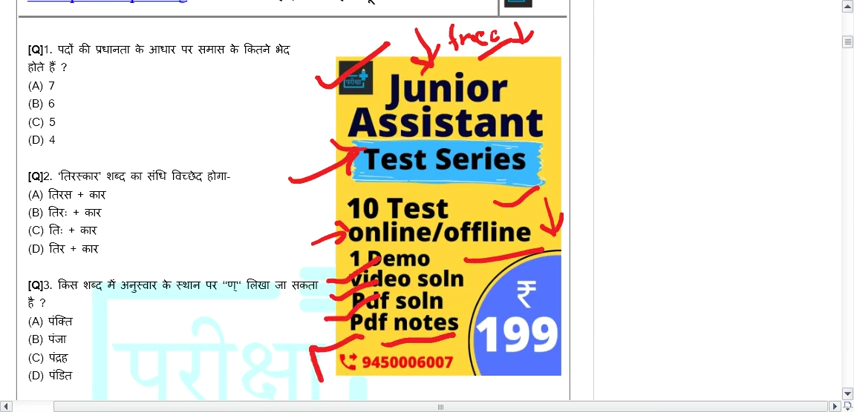 [Q]1. पदों की प्रधानता के आधार पर समास के कितने भेद
होते हैं ?
(A) 7
(B) 6
(C) 5
(D) 4
[Q]2. 'तिरस्कार' शब्द का संधि विच्छेद होगा-
(A) तिरस + कार
(B) तिरः + कार
(C) तिः + कार
(D) तिर + कार
[Q]3. किस शब्द में अनुस्वार के स्थान पर "ण्" लिखा जा सकता
है ?
(A) पंक्ति
(B) पंजा
(C) पंद्रह
(D) पंडित
free
परीक्षा
Junior
Assistant
Test Series
10 Test
online/offline
1 Demo
video soln
Pdf soln
Pdf notes
₹
199
9450006007
परीक्षा